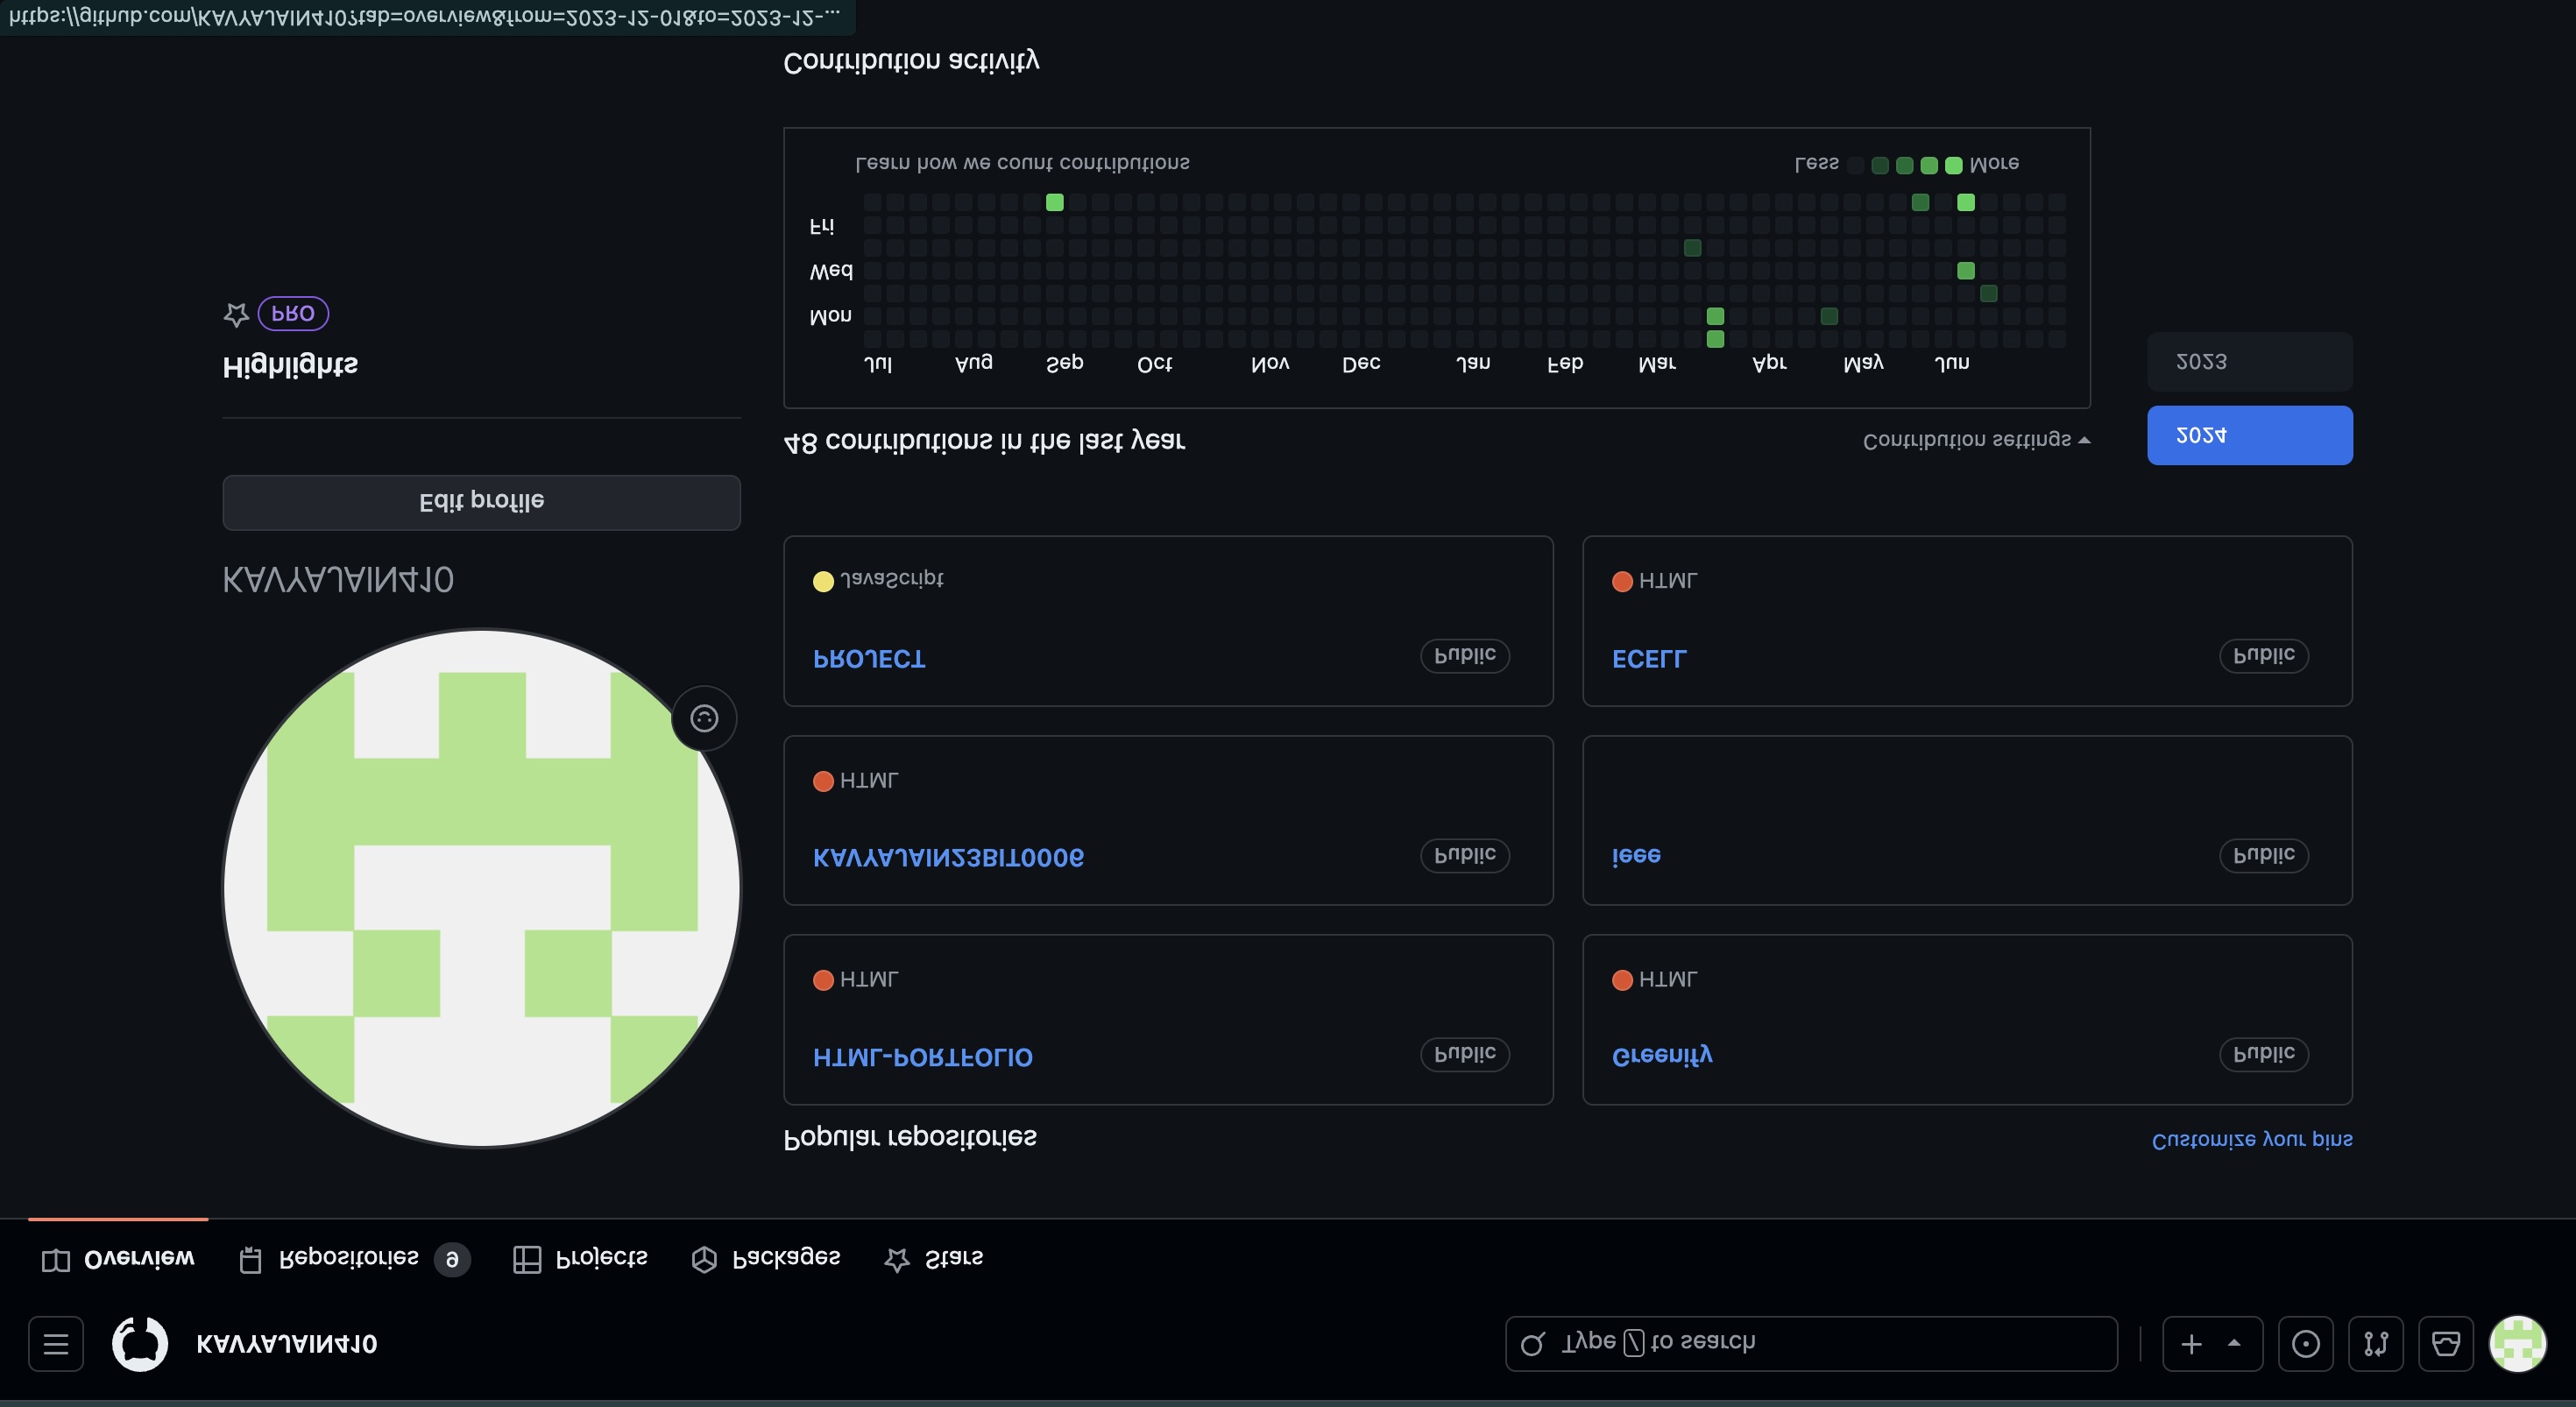 KAVYAJAIN410
Type / to search
Overview
Repositories 9
Projects
Packages
Stars
KAVYAJAIN410
Edit profile
Highlights
PRO
Popular repositories
Customize your pins
HTML-PORTFOLIO Public
HTML
Greenify Public
HTML
KAVYAJAIN23BIT0006 Public
HTML
ieee Public
PROJECT Public
JavaScript
ECELL Public
HTML
48 contributions in the last year
Contribution settings
2024
2023
Jul Aug Sep Oct Nov Dec Jan Feb Mar Apr May Jun
Mon
Wed
Fri
Learn how we count contributions
Less More
Contribution activity
https://github.com/KAVYAJAIN410?tab=overview&from=2023-12-01&to=2023-12-...